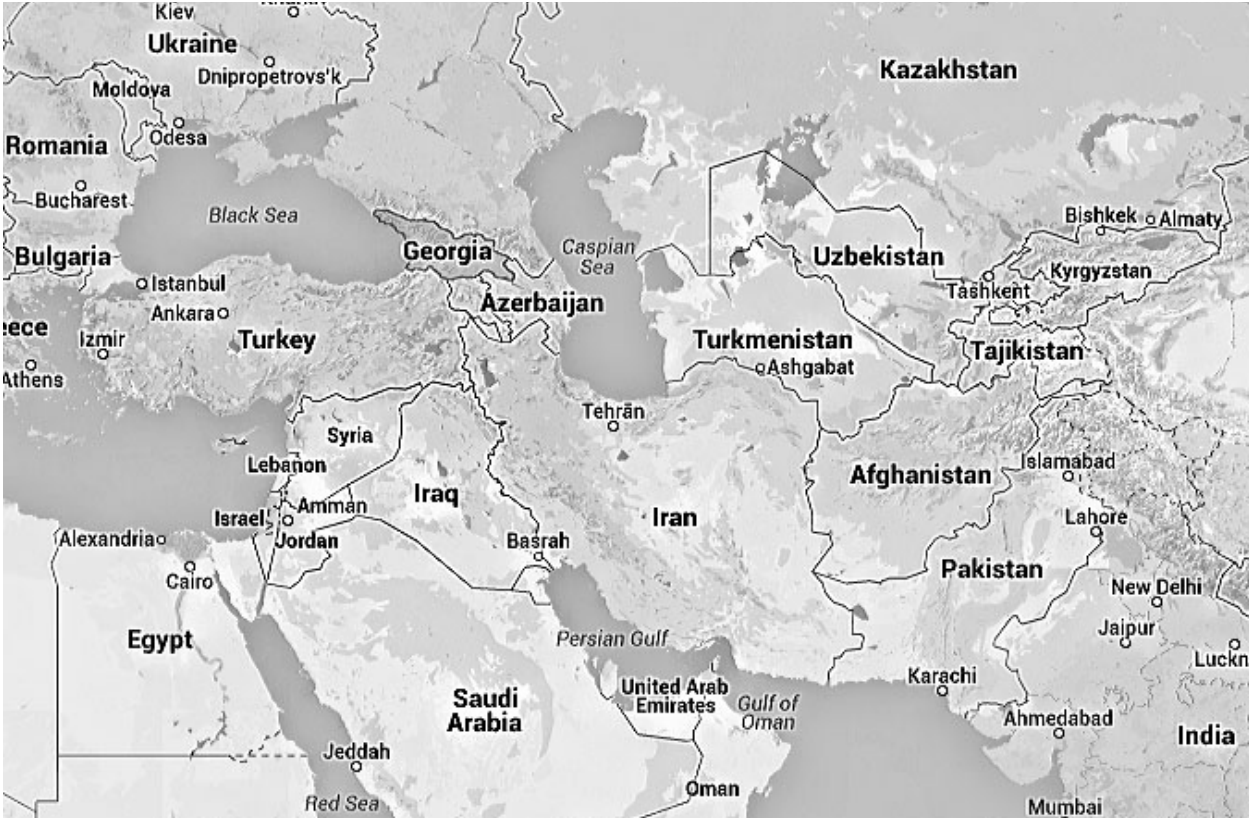 Kiev
Ukraine
Dnipropetrovs'k
Kazakhstan
Moldova
Odesa
Romania
Bucharest
Black Sea
Bishkek
Almaty
Georgia
Caspian
Sea
Bulgaria
Uzbekistan
Kyrgyzstan
Istanbul
Tashkent
Azerbaijan
Ankara
eece
Izmir
Turkey
Turkmenistan
Tajikistan
Ashgabat
Athens
Tehrān
Syria
Lebanon
Islamabad
Afghanistan
Iraq
Amman
Israel
Iran
Lahore
Alexandria
Jordan
Basrah
Pakistan
Cairo
New Delhi
Egypt
Persian Gulf
Jaipur
Luckn
Karachi
United Arab
Emirates
Saudi
Arabia
Gulf of
Oman
Ahmedabad
India
Jeddah
Oman
Red Sea
Mumbai